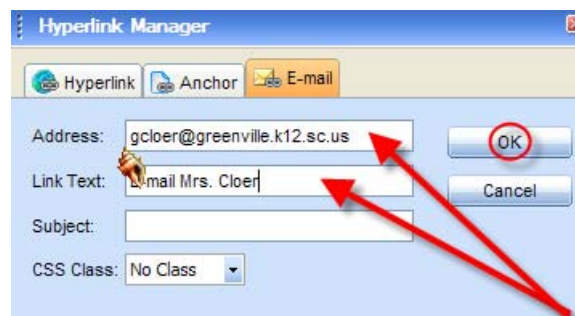 Hyperlink Manager
Hyperlink Anchor E-mail
Address: gcloer@greenville.k12.sc.us OK
Link Text: E-mail Mrs. Cloer Cancel
Subject:
CSS Class: No Class